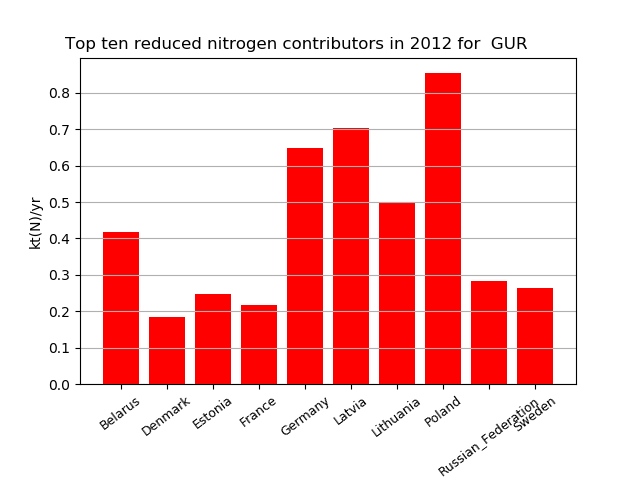 Top ten reduced nitrogen contributors in 2012 for  GUR
kt(N)/yr
0.8
0.7
0.6
0.5
0.4
0.3
0.2
0.1
0.0
Belarus
Denmark
Estonia
France
Germany
Latvia
Lithuania
Poland
Russian_Federation
Sweden